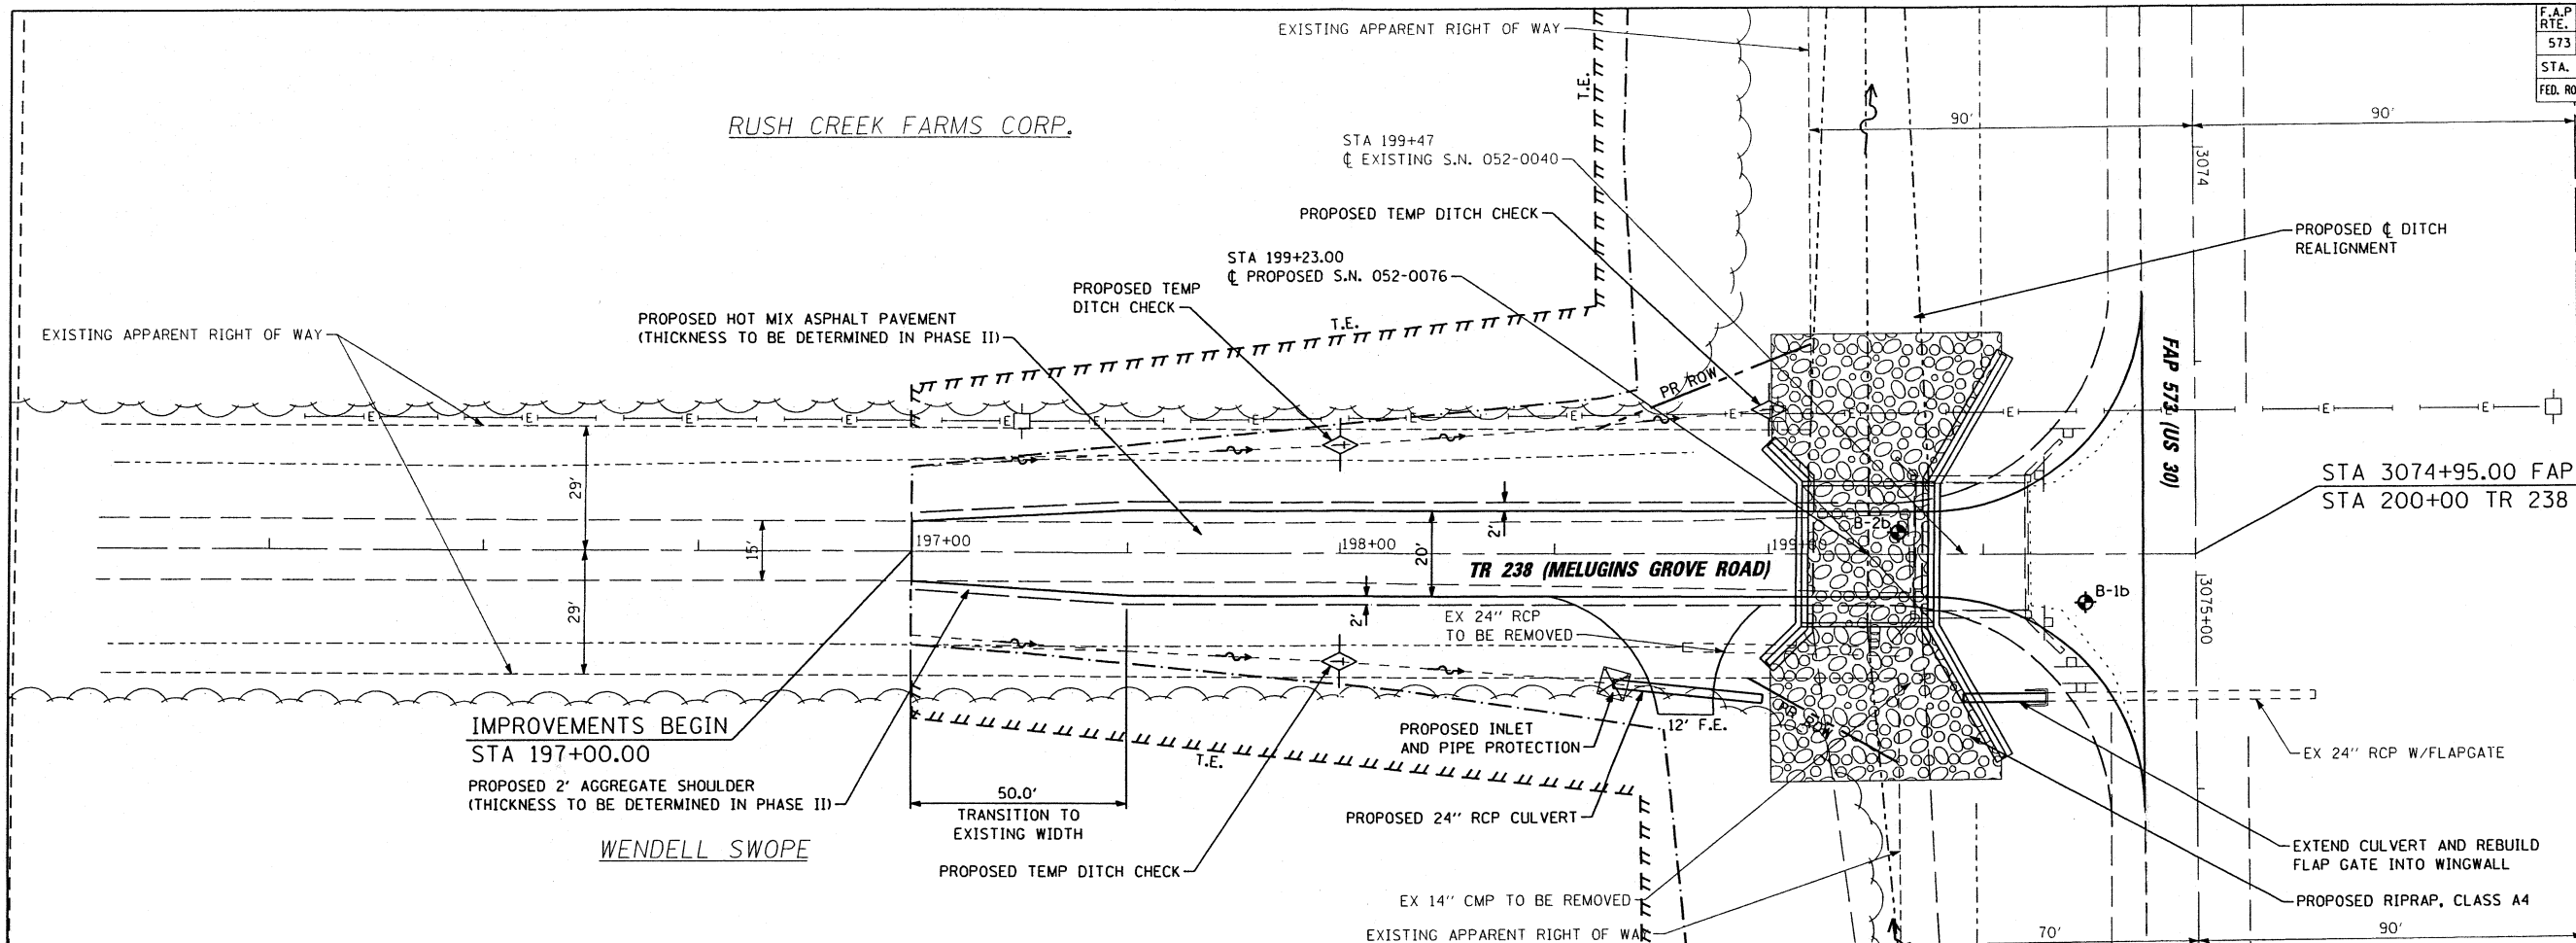 F.A.P
RTE.
573
STA.
FED. RO
EXISTING APPARENT RIGHT OF WAY
T.E.
90'
90'
RUSH CREEK FARMS CORP.
STA 199+47
℄ EXISTING S.N. 052-0040
3074
PROPOSED TEMP DITCH CHECK
PROPOSED ℄ DITCH
REALIGNMENT
STA 199+23.00
℄ PROPOSED S.N. 052-0076
PROPOSED TEMP
DITCH CHECK
PROPOSED HOT MIX ASPHALT PAVEMENT
(THICKNESS TO BE DETERMINED IN PHASE II)
T.E.
EXISTING APPARENT RIGHT OF WAY
FAP 573 (US 30)
PR ROW
E E E E E E E E E E E E E
29'
STA 3074+95.00 FAP
STA 200+00 TR 238
2'
B-2b
15'
197+00
198+00
20'
199+00
TR 238 (MELUGINS GROVE ROAD)
B-1b
29'
2'
EX 24" RCP
TO BE REMOVED
3075+00
IMPROVEMENTS BEGIN
STA 197+00.00
PROPOSED INLET
AND PIPE PROTECTION
12' F.E.
PR ROW
EX 24" RCP W/FLAPGATE
T.E.
PROPOSED 2' AGGREGATE SHOULDER
(THICKNESS TO BE DETERMINED IN PHASE II)
50.0'
TRANSITION TO
EXISTING WIDTH
PROPOSED 24" RCP CULVERT
WENDELL SWOPE
EXTEND CULVERT AND REBUILD
FLAP GATE INTO WINGWALL
PROPOSED TEMP DITCH CHECK
EX 14" CMP TO BE REMOVED
PROPOSED RIPRAP, CLASS A4
EXISTING APPARENT RIGHT OF WAY
70'
90'